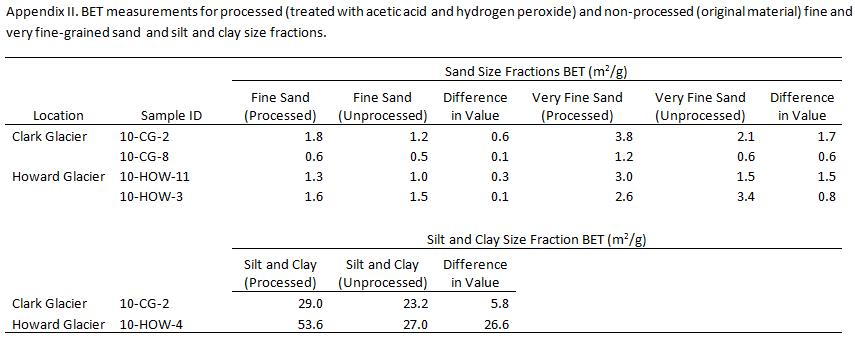 Appendix II. BET measurements for processed (treated with acetic acid and hydrogen peroxide) and non-processed (original material) fine and
very fine-grained sand and silt and clay size fractions.
Sand Size Fractions BET (m²/g)
Fine Sand Fine Sand Difference Very Fine Sand Very Fine Sand Difference
Location Sample ID (Processed) (Unprocessed) in Value (Processed) (Unprocessed) in Value
Clark Glacier 10-CG-2 1.8 1.2 0.6 3.8 2.1 1.7
10-CG-8 0.6 0.5 0.1 1.2 0.6 0.6
Howard Glacier 10-HOW-11 1.3 1.0 0.3 3.0 1.5 1.5
10-HOW-3 1.6 1.5 0.1 2.6 3.4 0.8
Silt and Clay Size Fraction BET (m²/g)
Silt and Clay Silt and Clay Difference
(Processed) (Unprocessed) in Value
Clark Glacier 10-CG-2 29.0 23.2 5.8
Howard Glacier 10-HOW-4 53.6 27.0 26.6